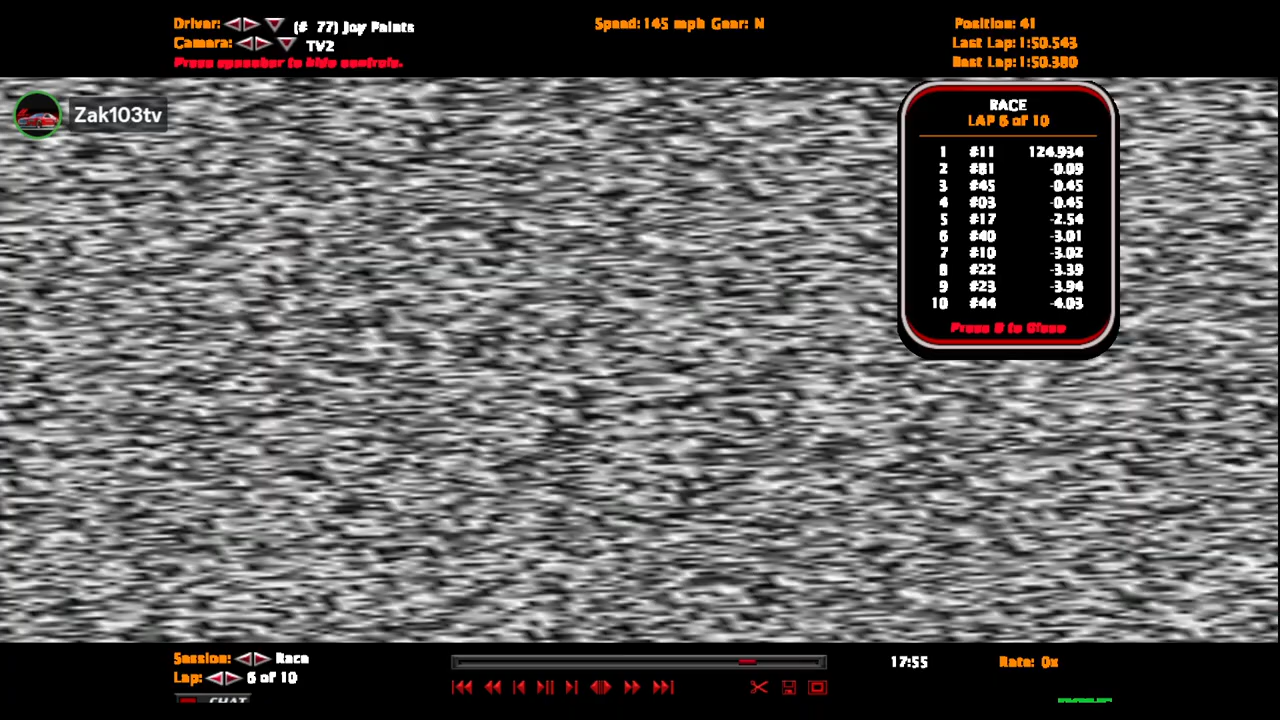 Driver: (# 77) Joy Paints
Speed: 145 mph Gear: N
Position: 41
Camera: TV2
Last Lap: 1:50.543
Press spacebar to hide controls.
Best Lap: 1:50.380
Zak103tv
RACE
LAP 6 of 10
1 #11 124.934
2 #81 -0.09
3 #45 -0.45
4 #03 -0.45
5 #17 -2.54
6 #40 -3.01
7 #10 -3.02
8 #22 -3.39
9 #23 -3.94
10 #44 -4.03
Session: Race
17:55
Rate: 0x
Lap: 6 of 10
CHAT